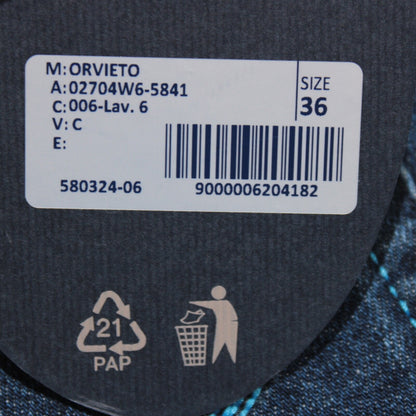 M: ORVIETO
A: 02704W6-5841
C: 006-Lav. 6
V: C
E:
SIZE
36
580324-06
9000006204182
21
PAP